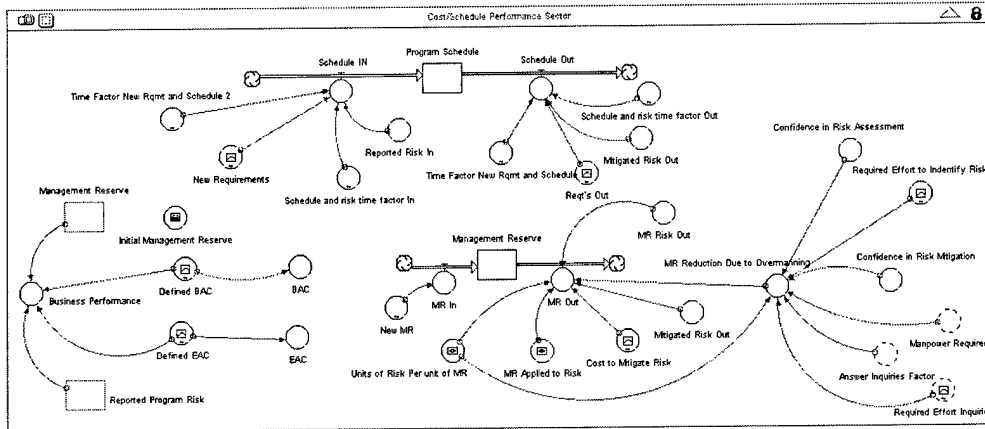 Cost/Schedule Performance Sector
8
Program Schedule
Schedule IN
Schedule Out
Time Factor New Rqmt and Schedule 2
Schedule and risk time factor Out
Reported Risk In
Mitigated Risk Out
Confidence in Risk Assessment
New Requirements
Time Factor New Rqmt and Schedule
Required Effort to Indentify Risk
Schedule and risk time factor In
Reqt's Out
Management Reserve
Initial Management Reserve
Management Reserve
MR Risk Out
MR Reduction Due to Overmanning
Confidence in Risk Mtigation
Business Performance
Defined BAC
BAC
MR In
MR Out
New MR
Mitigated Risk Out
Manpower Required
Defined EAC
EAC
Units of Risk Per unit of MR
MR Applied to Risk
Cost to Mitigate Risk
Answer Inquiries Factor
Reported Program Risk
Required Effort Inquirie